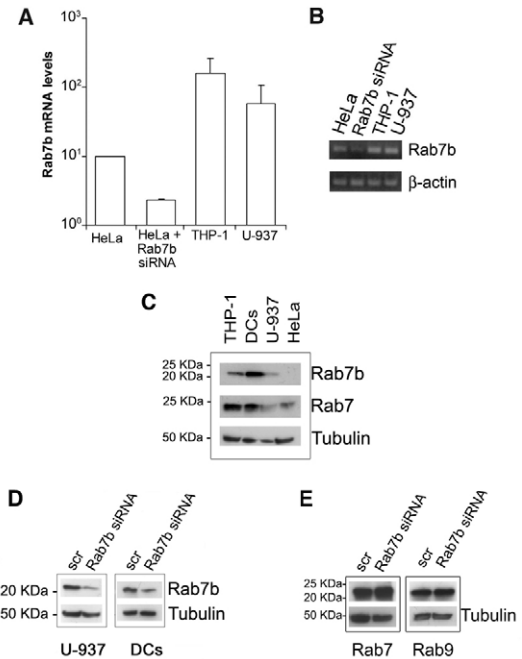 A
Rab7b mRNA levels
10³
10²
10¹
10⁰
HeLa
HeLa +
Rab7b
siRNA
THP-1
U-937
B
HeLa
Rab7b siRNA
THP-1
U-937
Rab7b
β-actin
C
THP-1
DCs
U-937
HeLa
25 KDa
20 KDa
Rab7b
25 KDa
Rab7
50 KDa
Tubulin
D
scr
Rab7b siRNA
scr
Rab7b siRNA
20 KDa
Rab7b
50 KDa
Tubulin
U-937
DCs
E
scr
Rab7b siRNA
scr
Rab7b siRNA
25 KDa
20 KDa
50 KDa
Tubulin
Rab7
Rab9